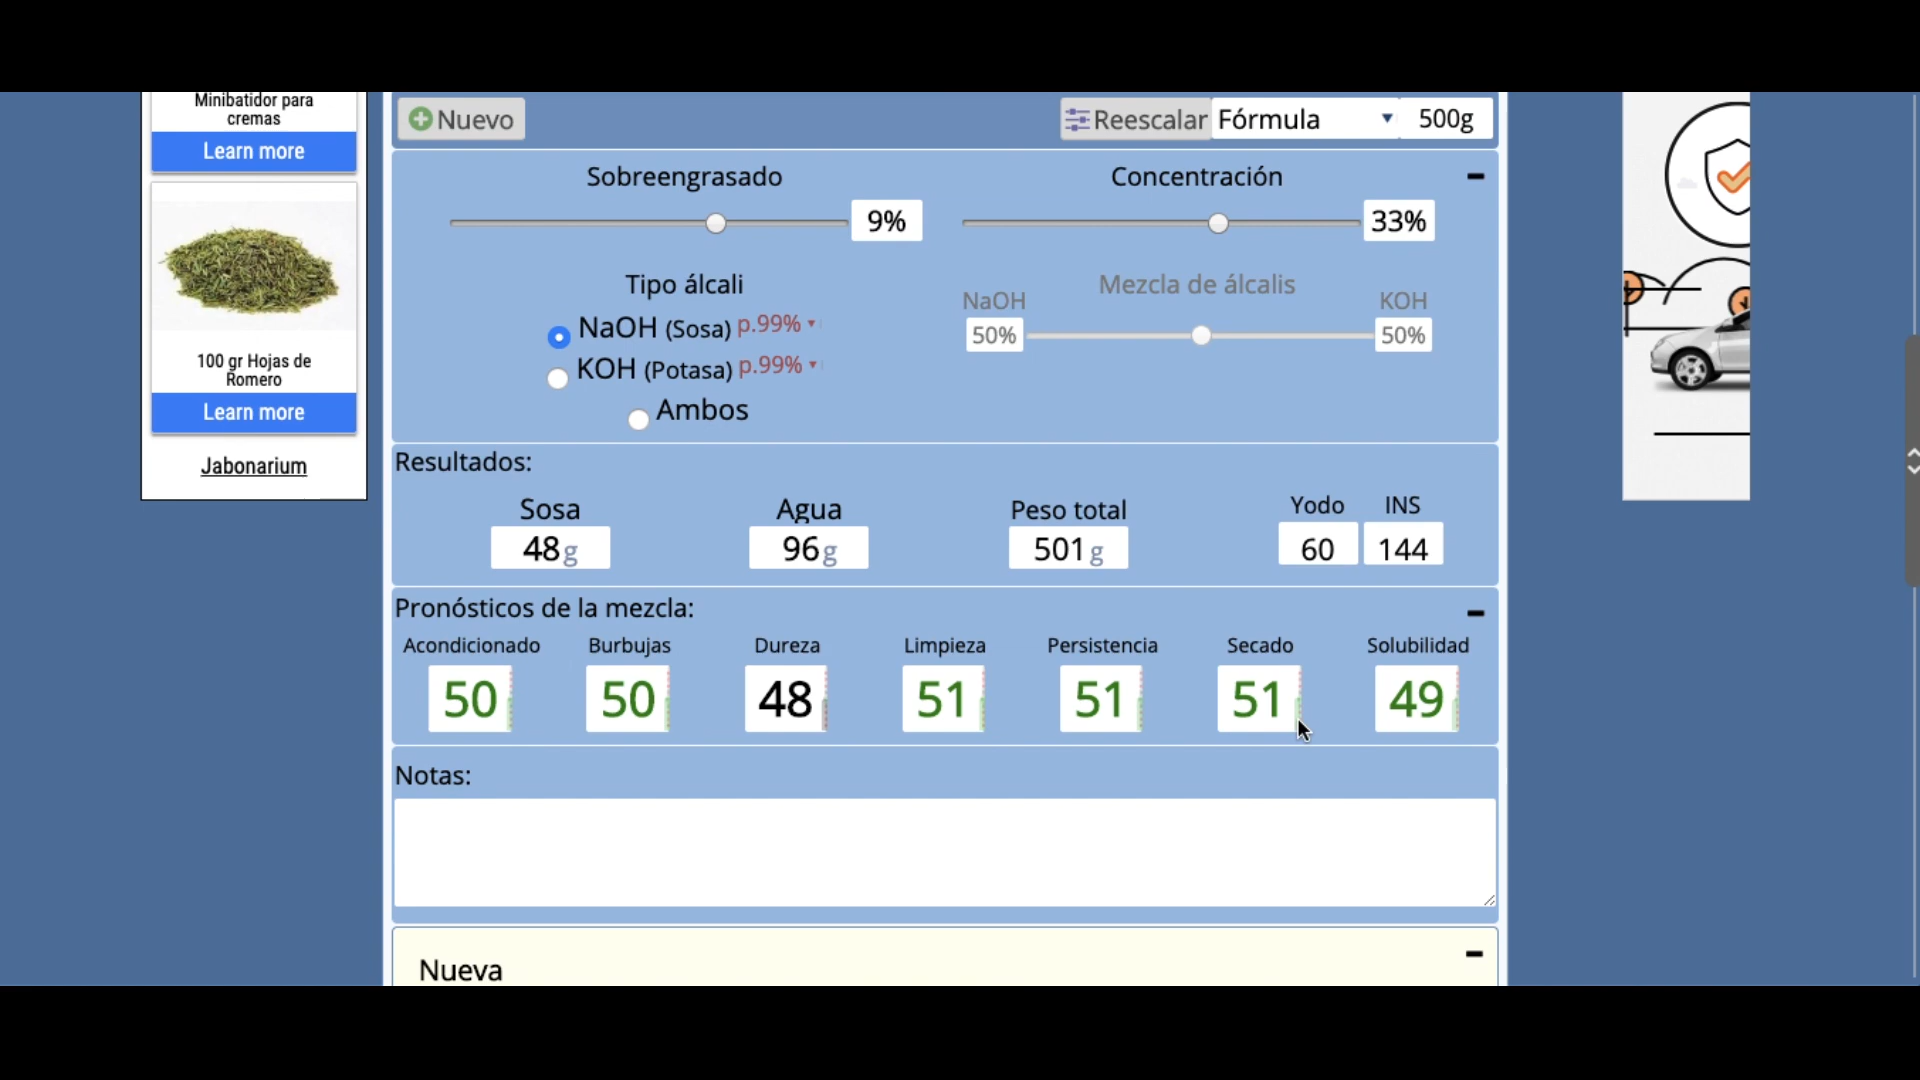 Minibatidor para
cremas
Learn more
100 gr Hojas de
Romero
Learn more
Jabonarium
Nuevo
Reescalar Fórmula 500g
Sobreengrasado Concentración
9% 33%
Tipo álcali Mezcla de álcalis
NaOH KOH
NaOH (Sosa) p.99%
50% 50%
KOH (Potasa) p.99%
Ambos
Resultados:
Sosa Agua Peso total Yodo INS
48 g 96 g 501 g 60 144
Pronósticos de la mezcla:
Acondicionado Burbujas Dureza Limpieza Persistencia Secado Solubilidad
50 50 48 51 51 51 49
Notas:
Nueva